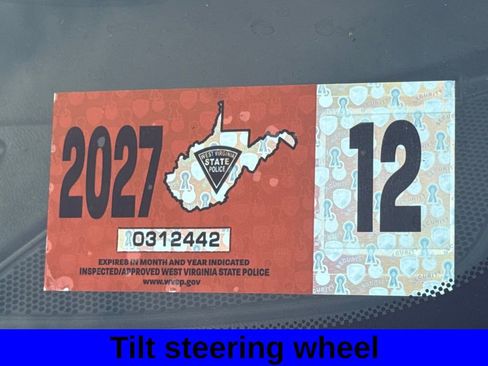 2027
WEST VIRGINIA
STATE
POLICE
12
0312442
EXPIRES IN MONTH AND YEAR INDICATED
INSPECTED/APPROVED WEST VIRGINIA STATE POLICE
www.wvsp.gov
Tilt steering wheel